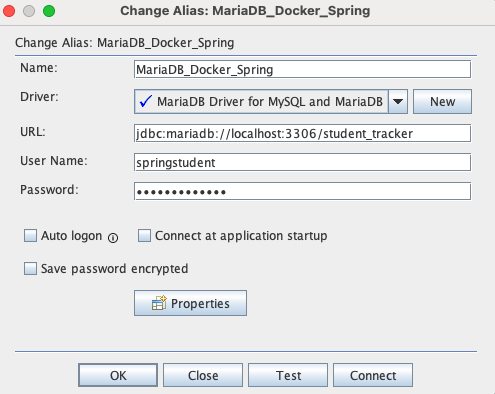 Change Alias: MariaDB_Docker_Spring
Change Alias: MariaDB_Docker_Spring
Name: MariaDB_Docker_Spring
Driver: MariaDB Driver for MySQL and MariaDB New
URL: jdbc:mariadb://localhost:3306/student_tracker
User Name: springstudent
Password: •••••••••••••
Auto logon Connect at application startup
Save password encrypted
Properties
OK Close Test Connect